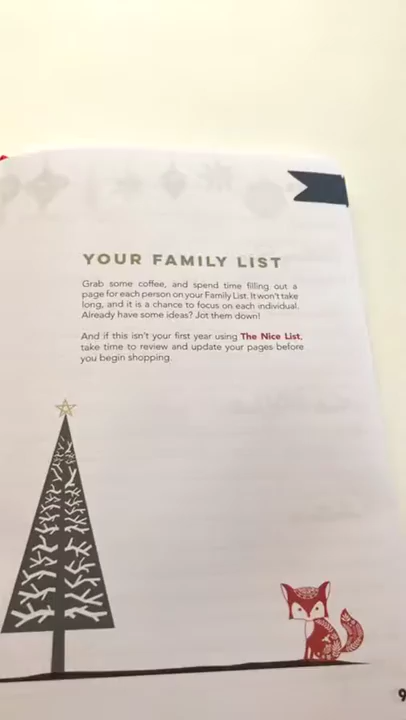 YOUR FAMILY LIST
Grab some coffee, and spend time filling out a
page for each person on your Family List. It won't take
long, and it is a chance to focus on each individual.
Already have some ideas? Jot them down!
And if this isn't your first year using The Nice List,
take time to review and update your pages before
you begin shopping.
9